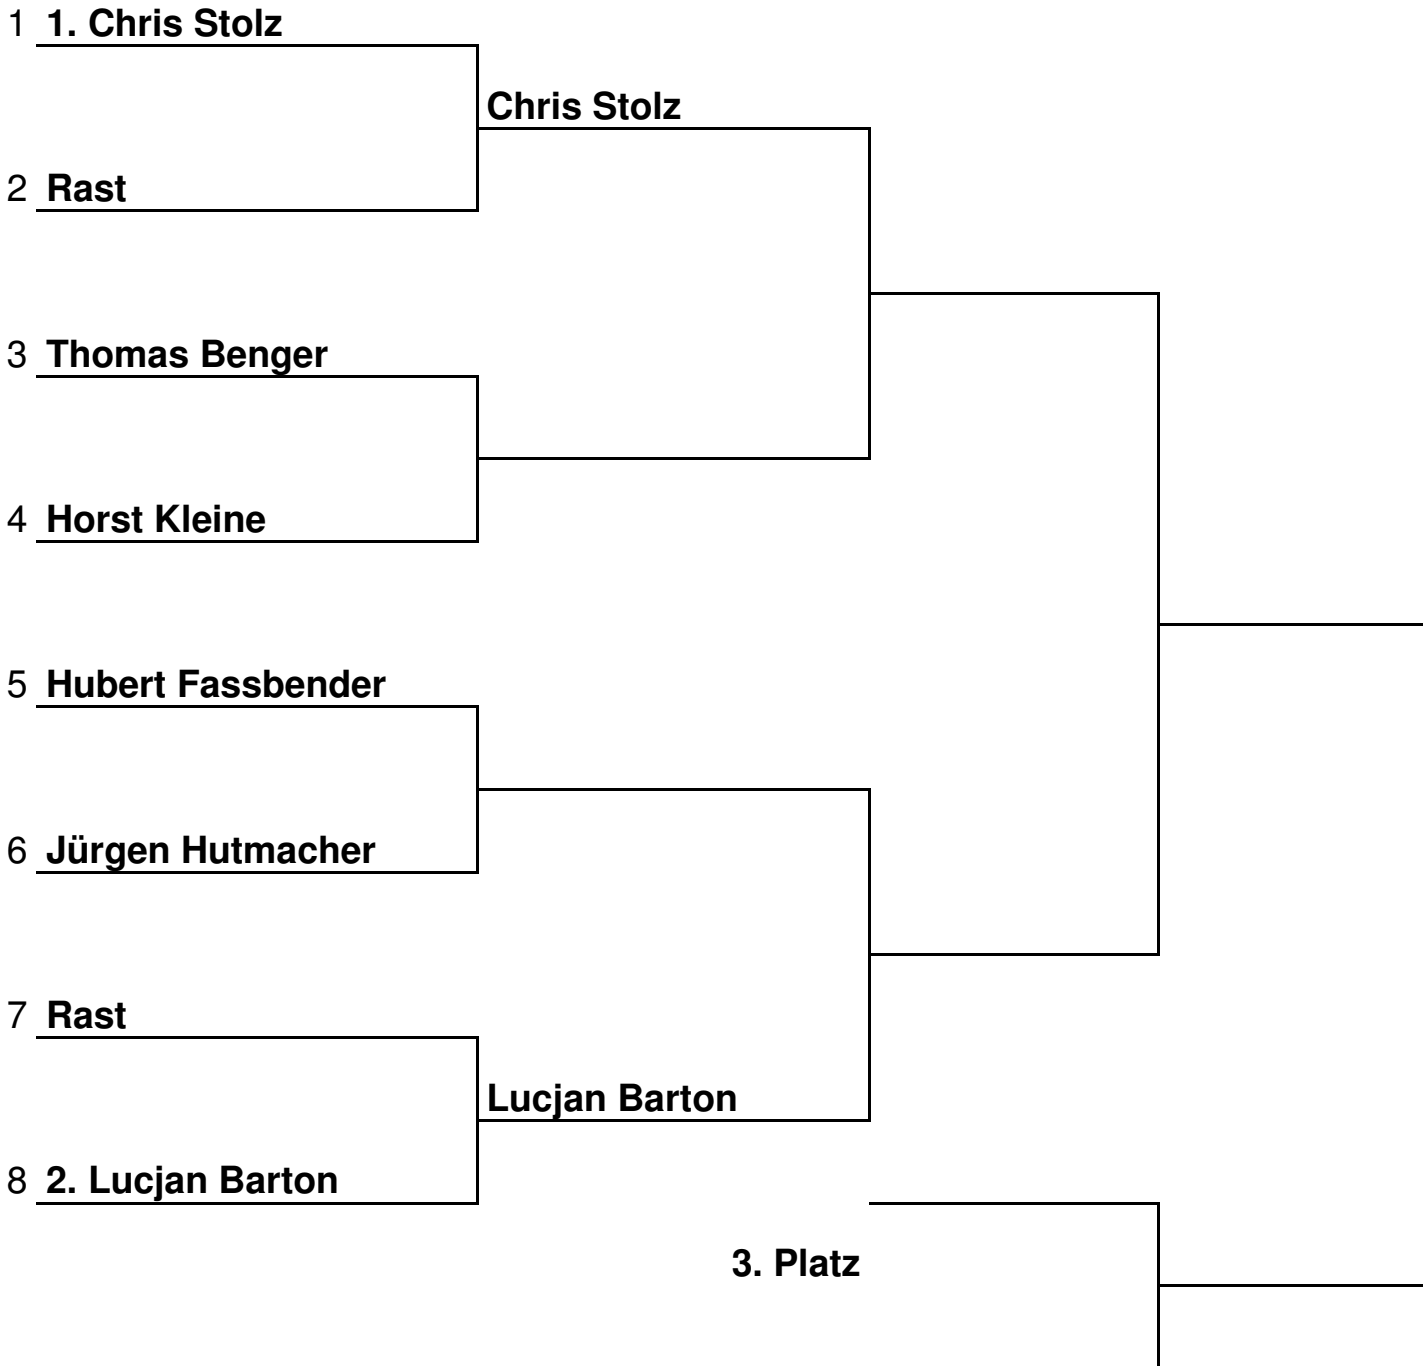 1 1. Chris Stolz
Chris Stolz
2 Rast
3 Thomas Benger
4 Horst Kleine
5 Hubert Fassbender
6 Jürgen Hutmacher
7 Rast
Lucjan Barton
8 2. Lucjan Barton
3. Platz